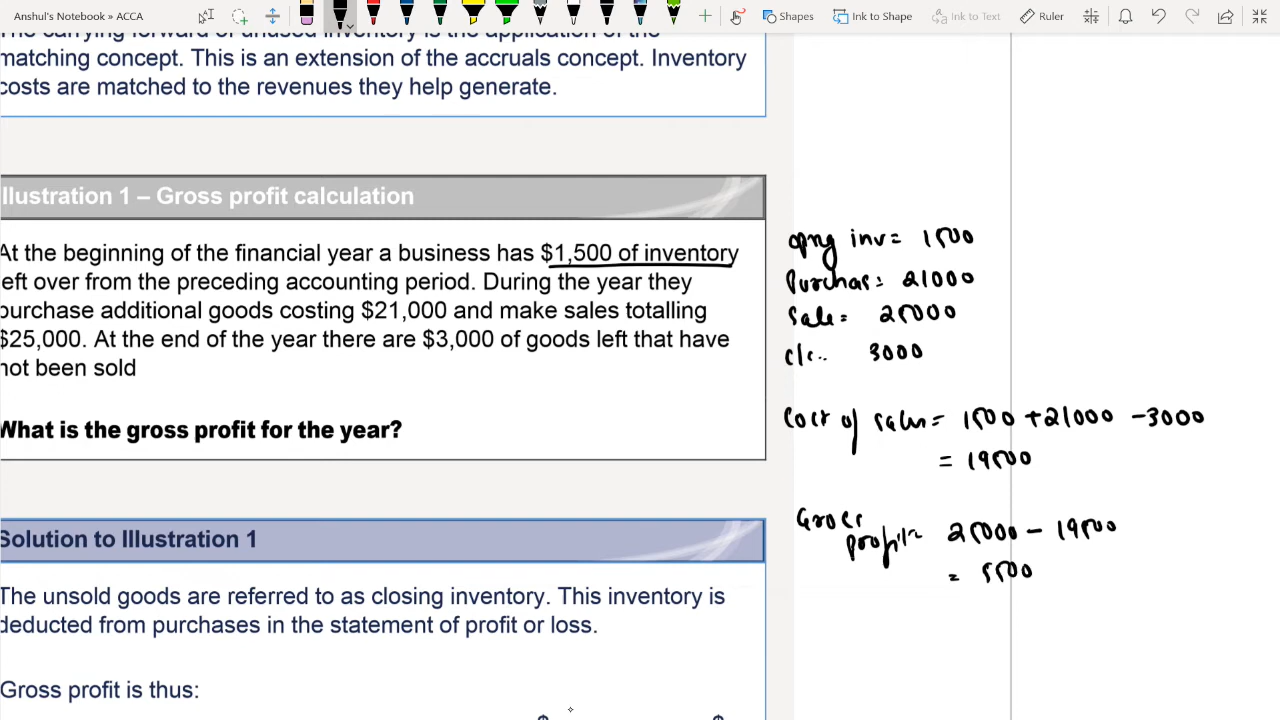 Anshul's Notebook » ACCA
Shapes
Ink to Shape
Ink to Text
Ruler
The carrying forward of unused inventory is the application of the
matching concept. This is an extension of the accruals concept. Inventory
costs are matched to the revenues they help generate.
Illustration 1 – Gross profit calculation
At the beginning of the financial year a business has $1,500 of inventory
left over from the preceding accounting period. During the year they
purchase additional goods costing $21,000 and make sales totalling
$25,000. At the end of the year there are $3,000 of goods left that have
not been sold
What is the gross profit for the year?
Solution to Illustration 1
The unsold goods are referred to as closing inventory. This inventory is
deducted from purchases in the statement of profit or loss.
Gross profit is thus:
$ $
opng inv = 1500
Purchas = 21000
Sale = 25000
3000
Cost of sales = 1500 + 21000 - 3000
= 19500
Gross
profit = 25000 - 19500
= 5500